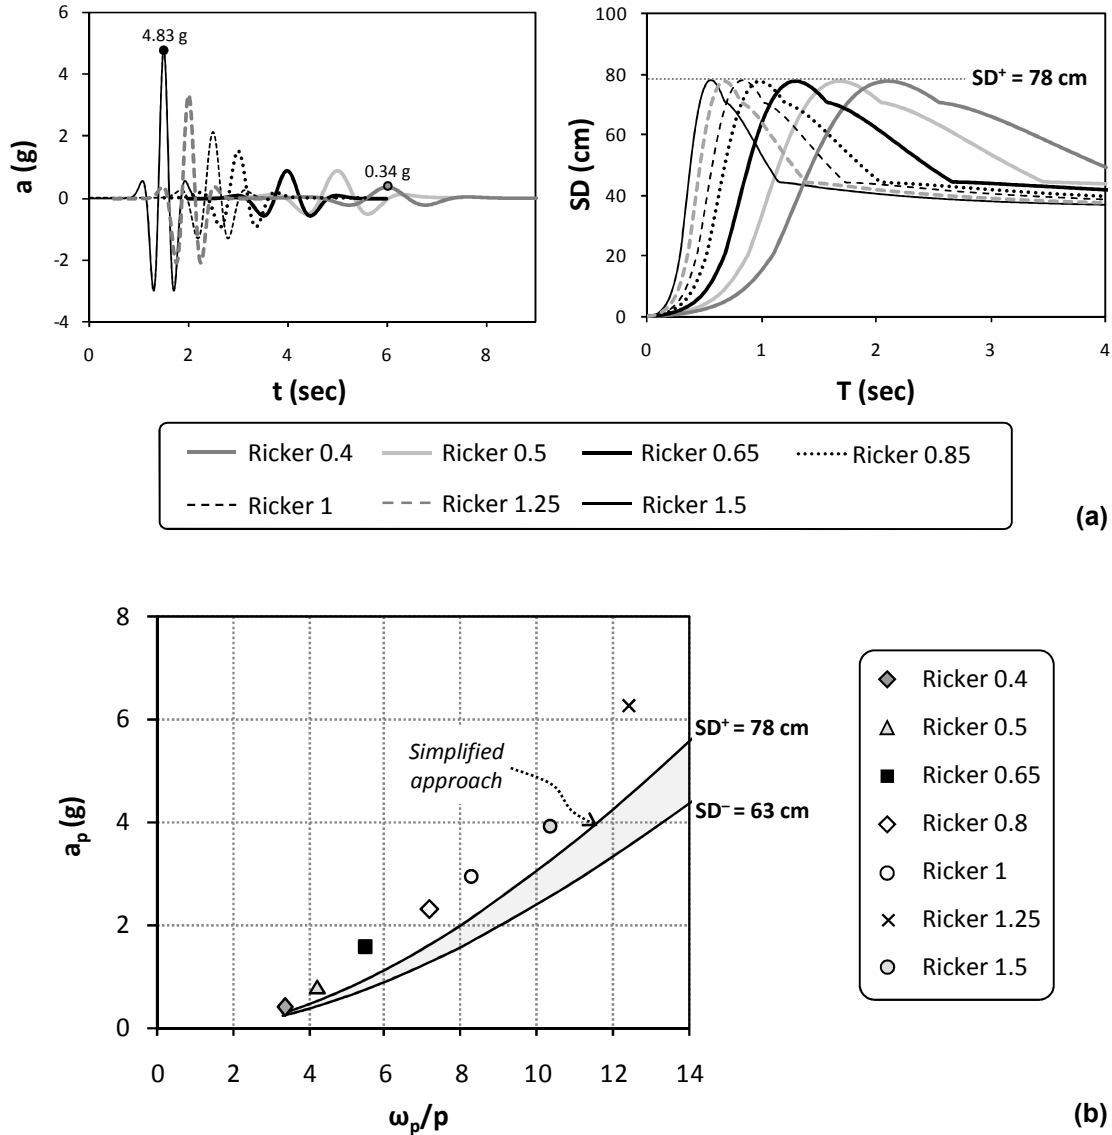 6
4
2
0
-2
-4
a (g)
4.83 g
0.34 g
0 2 4 6 8
t (sec)
100
80
60
40
20
0
SD (cm)
SD⁺ = 78 cm
0 1 2 3 4
T (sec)
Ricker 0.4 Ricker 0.5 Ricker 0.65 Ricker 0.85
Ricker 1 Ricker 1.25 Ricker 1.5
(a)
8
6
4
2
0
aₚ (g)
Simplified
approach
SD⁺ = 78 cm
SD⁻ = 63 cm
0 2 4 6 8 10 12 14
ωₚ/p
Ricker 0.4
Ricker 0.5
Ricker 0.65
Ricker 0.8
Ricker 1
Ricker 1.25
Ricker 1.5
(b)